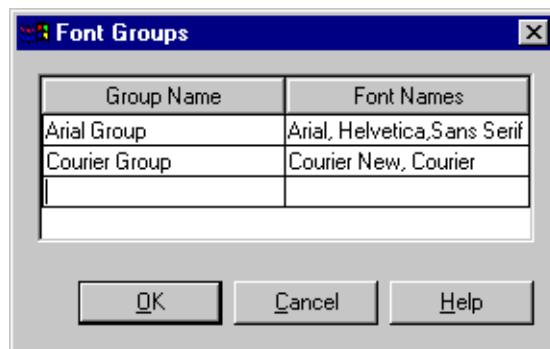 Font Groups
Group Name Font Names
Arial Group Arial, Helvetica,Sans Serif
Courier Group Courier New, Courier
OK Cancel Help